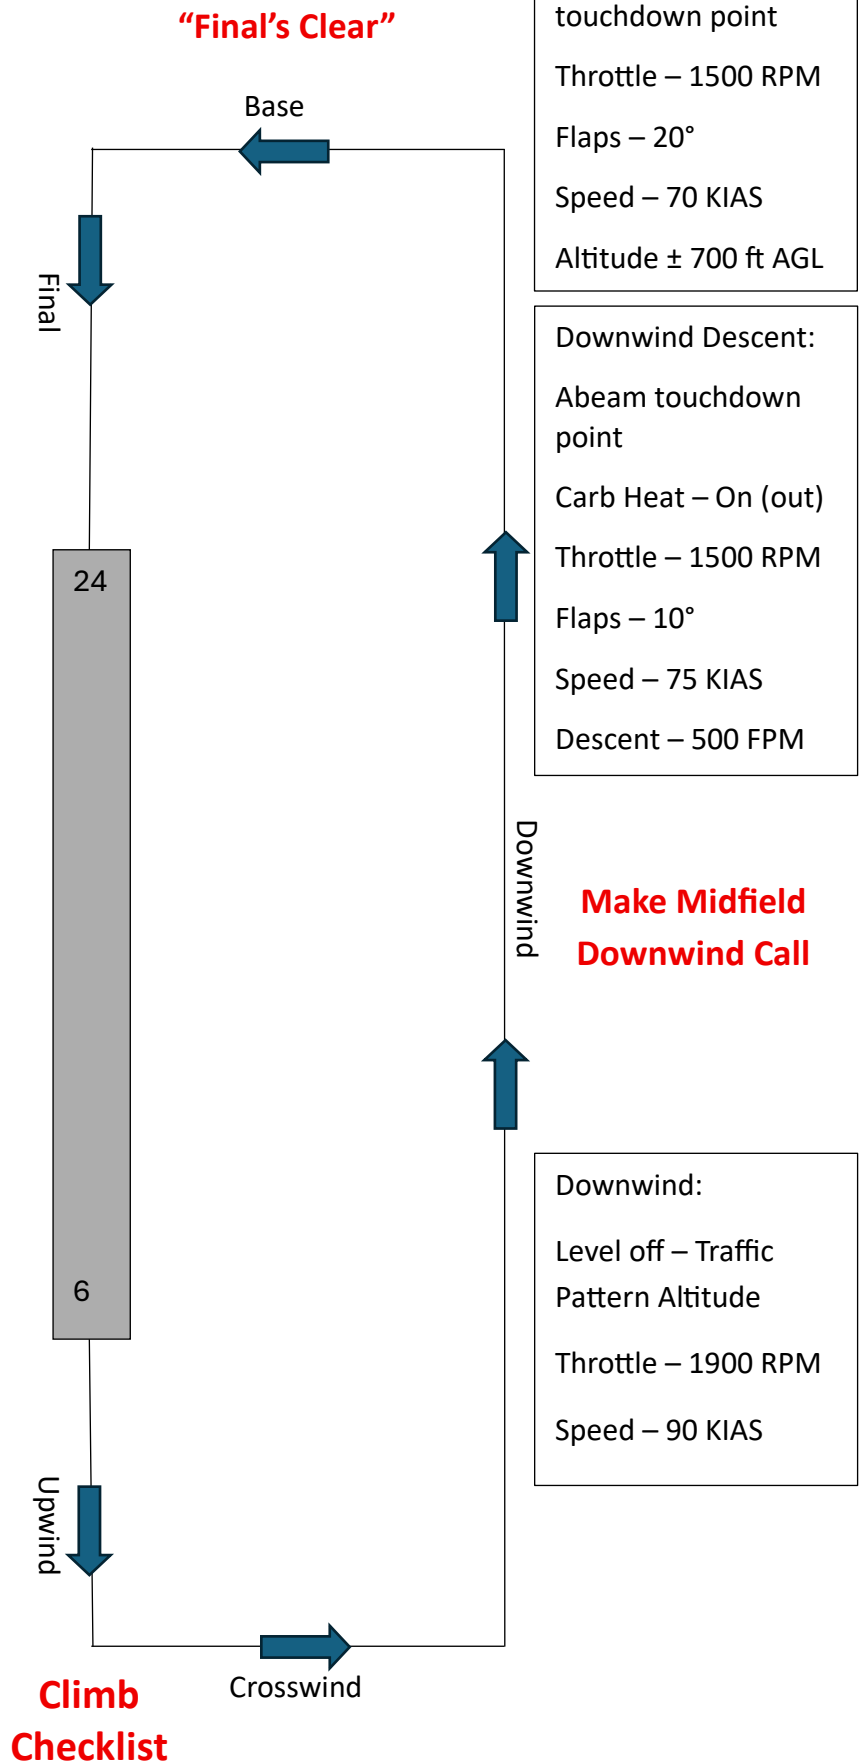 “Final’s Clear”
touchdown point
Throttle – 1500 RPM
Flaps – 20°
Speed – 70 KIAS
Altitude ± 700 ft AGL
Base
Final
Downwind Descent:
Abeam touchdown
point
Carb Heat – On (out)
Throttle – 1500 RPM
Flaps – 10°
Speed – 75 KIAS
Descent – 500 FPM
24
Downwind
Make Midfield
Downwind Call
Downwind:
Level off – Traffic
Pattern Altitude
Throttle – 1900 RPM
Speed – 90 KIAS
6
Upwind
Crosswind
Climb
Checklist